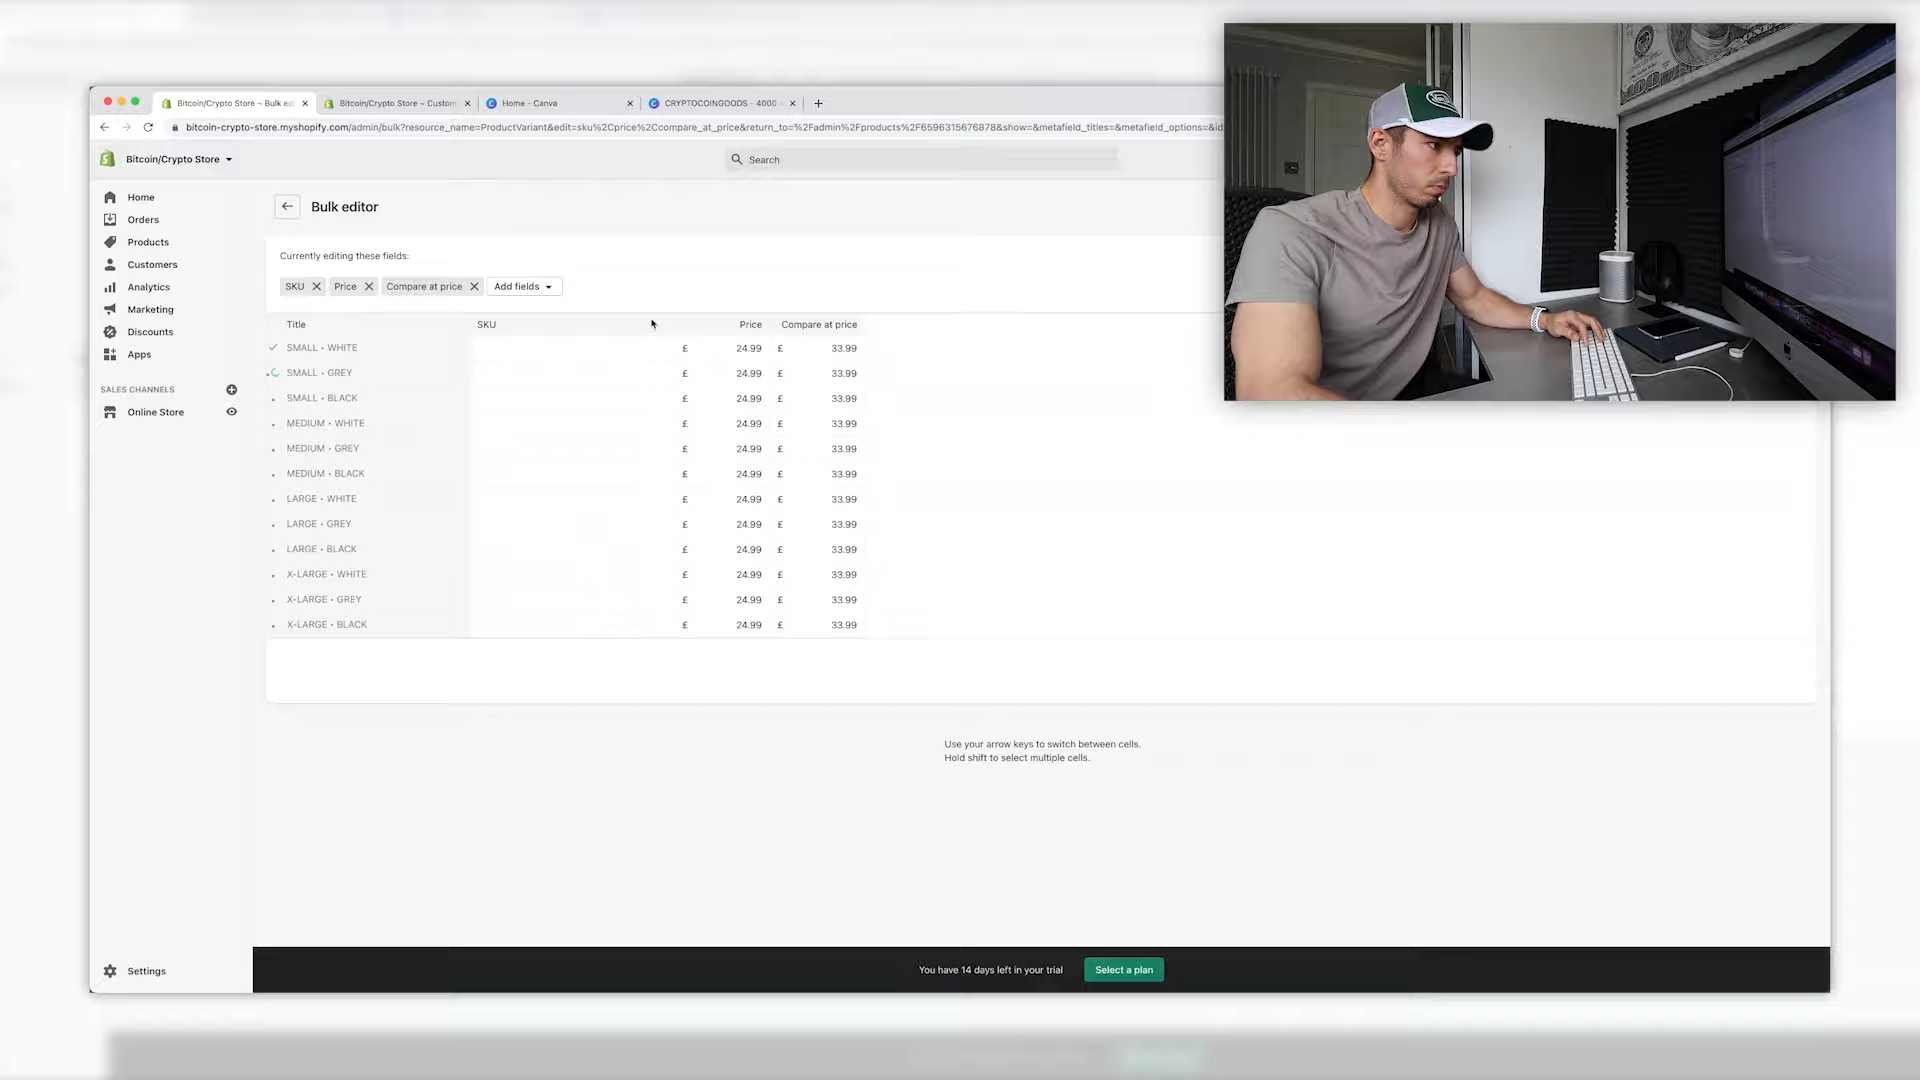 Bitcoin/Crypto Store ~ Bulk ed
Bitcoin/Crypto Store ~ Custom
Home - Canva
CRYPTOCOINGOODS - 4000
bitcoin-crypto-store.myshopify.com/admin/bulk?resource_name=ProductVariant&edit=sku%2Cprice%2Ccompare_at_price&return_to=%2Fadmin%2Fproducts%2F6596315676878&show=&metafield_titles=&metafield_options=&id
Bitcoin/Crypto Store
Search
Home
Orders
Products
Customers
Analytics
Marketing
Discounts
Apps
SALES CHANNELS
Online Store
Settings
Bulk editor
Currently editing these fields:
SKU Price Compare at price Add fields
Title SKU Price Compare at price
SMALL • WHITE £ 24.99 £ 33.99
SMALL • GREY £ 24.99 £ 33.99
SMALL • BLACK £ 24.99 £ 33.99
MEDIUM • WHITE £ 24.99 £ 33.99
MEDIUM • GREY £ 24.99 £ 33.99
MEDIUM • BLACK £ 24.99 £ 33.99
LARGE • WHITE £ 24.99 £ 33.99
LARGE • GREY £ 24.99 £ 33.99
LARGE • BLACK £ 24.99 £ 33.99
X-LARGE • WHITE £ 24.99 £ 33.99
X-LARGE • GREY £ 24.99 £ 33.99
X-LARGE • BLACK £ 24.99 £ 33.99
Use your arrow keys to switch between cells.
Hold shift to select multiple cells.
You have 14 days left in your trial
Select a plan